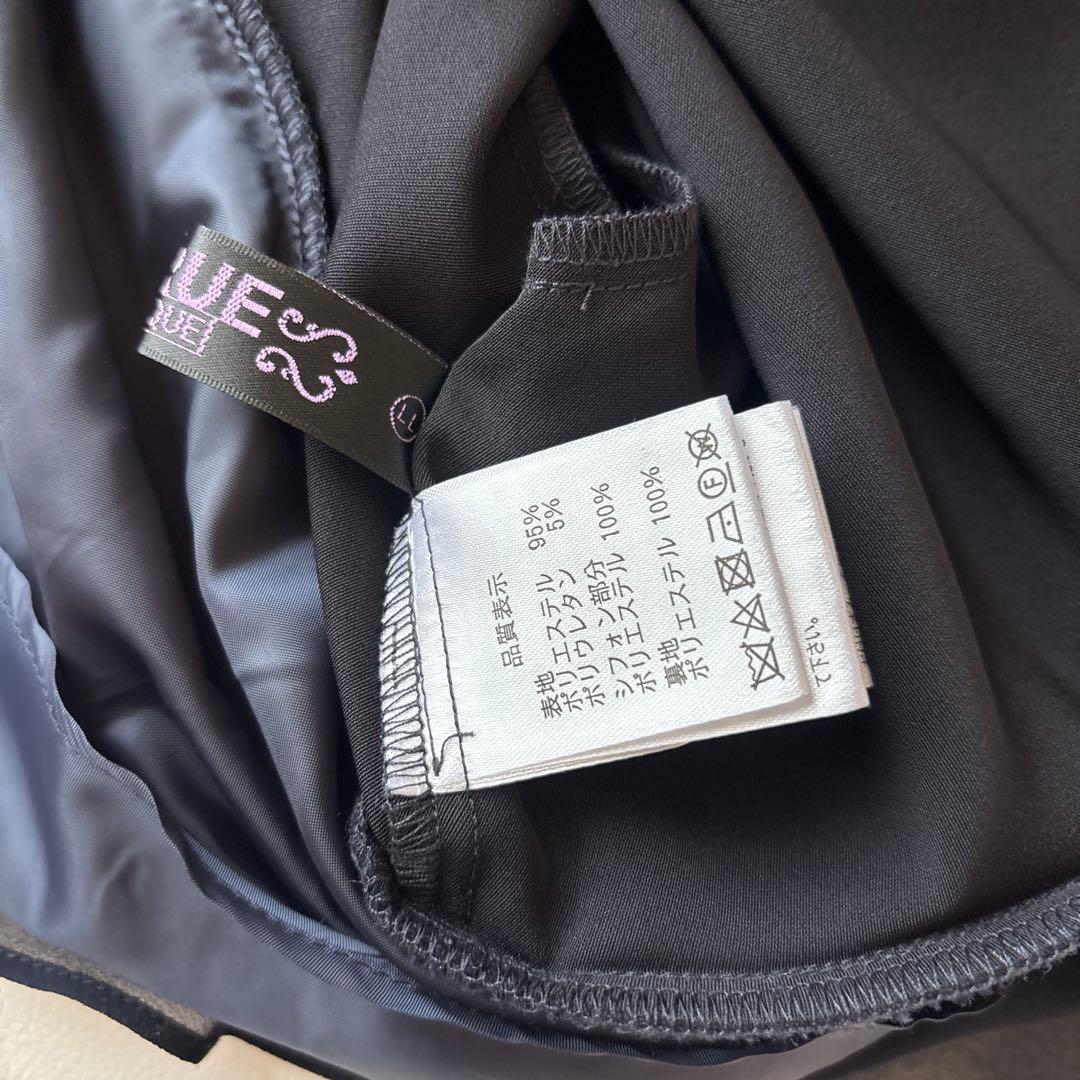 RUE
QUE
LL
品質表示
表地
ポリエステル 95%
ポリウレタン 5%
シフォン部分
ポリエステル 100%
裏地
ポリエステル 100%
F
て下さい。